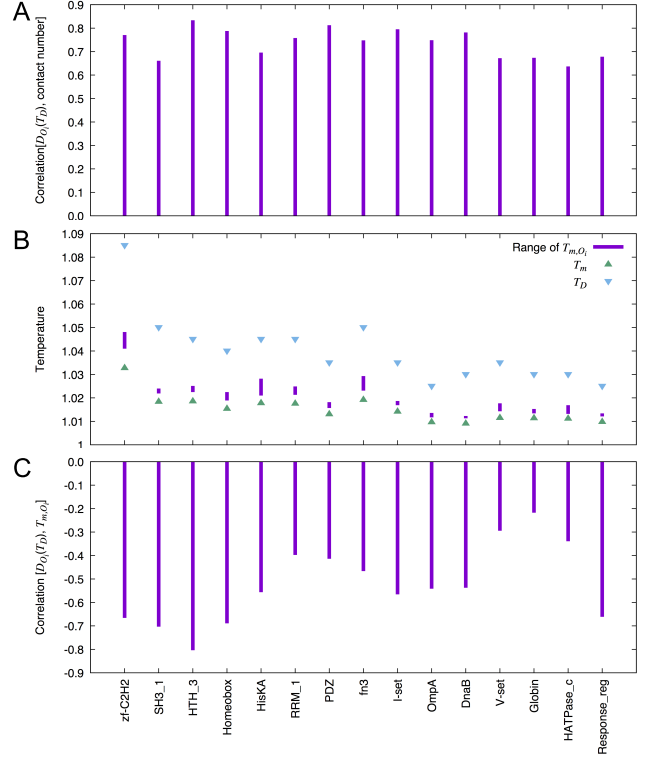 A
Correlation[D_{O_i}(T_D), contact number]
0.9
0.8
0.7
0.6
0.5
0.4
0.3
0.2
0.1
0.0
B
Temperature
1.09
1.08
1.07
1.06
1.05
1.04
1.03
1.02
1.01
1
Range of T_{m,O_i}
T_m
T_D
C
Correlation [D_{O_i}(T_D), T_{m,O_i}]
0.0
-0.1
-0.2
-0.3
-0.4
-0.5
-0.6
-0.7
-0.8
-0.9
zf-C2H2
SH3_1
HTH_3
Homeobox
HisKA
RRM_1
PDZ
fn3
I-set
OmpA
DnaB
V-set
Globin
HATPase_c
Response_reg